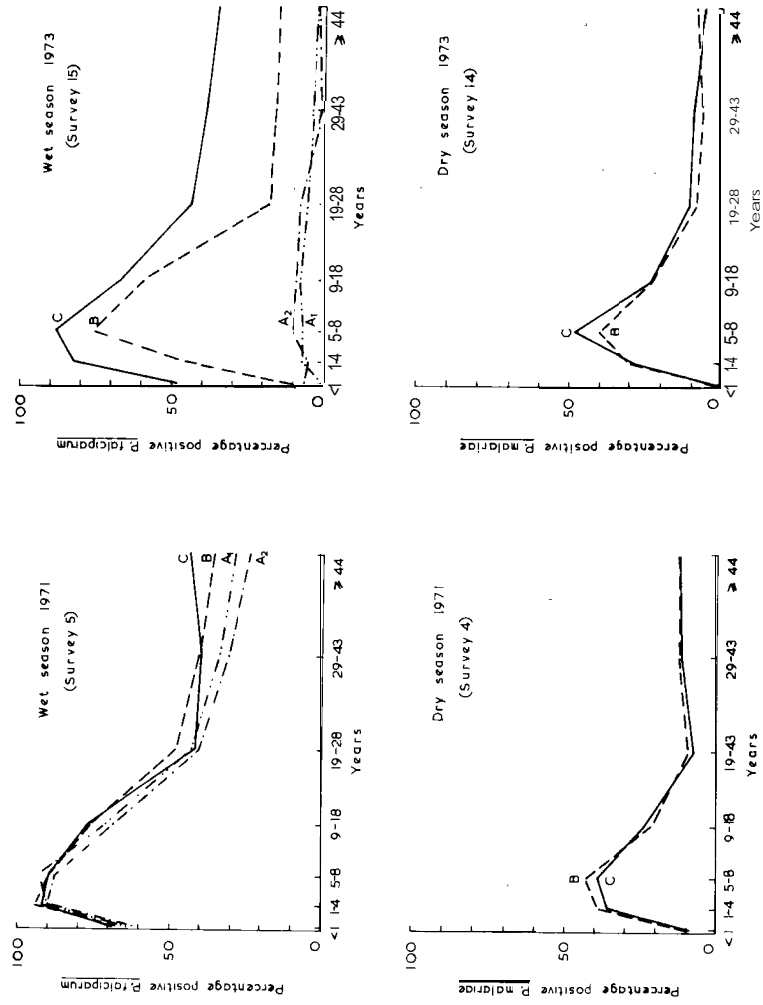 Wet season 1971
(Survey 5)
Percentage positive P. falciparum
100
50
0
C
B
A1
A2
<1 1-4 5-8 9-18 19-28 29-43 ≥ 44
Years
Wet season 1973
(Survey 15)
Percentage positive P. falciparum
100
50
0
C
B
A2
A1
<1 1-4 5-8 9-18 19-28 29-43 ≥ 44
Years
Dry season 1971
(Survey 4)
Percentage positive P. malariae
100
50
0
B
C
<1 1-4 5-8 9-18 19-43 29-43 ≥ 44
Years
Dry season 1973
(Survey 14)
Percentage positive P. malariae
100
50
0
C
B
<1 1-4 5-8 9-18 19-28 29-43 ≥ 44
Years